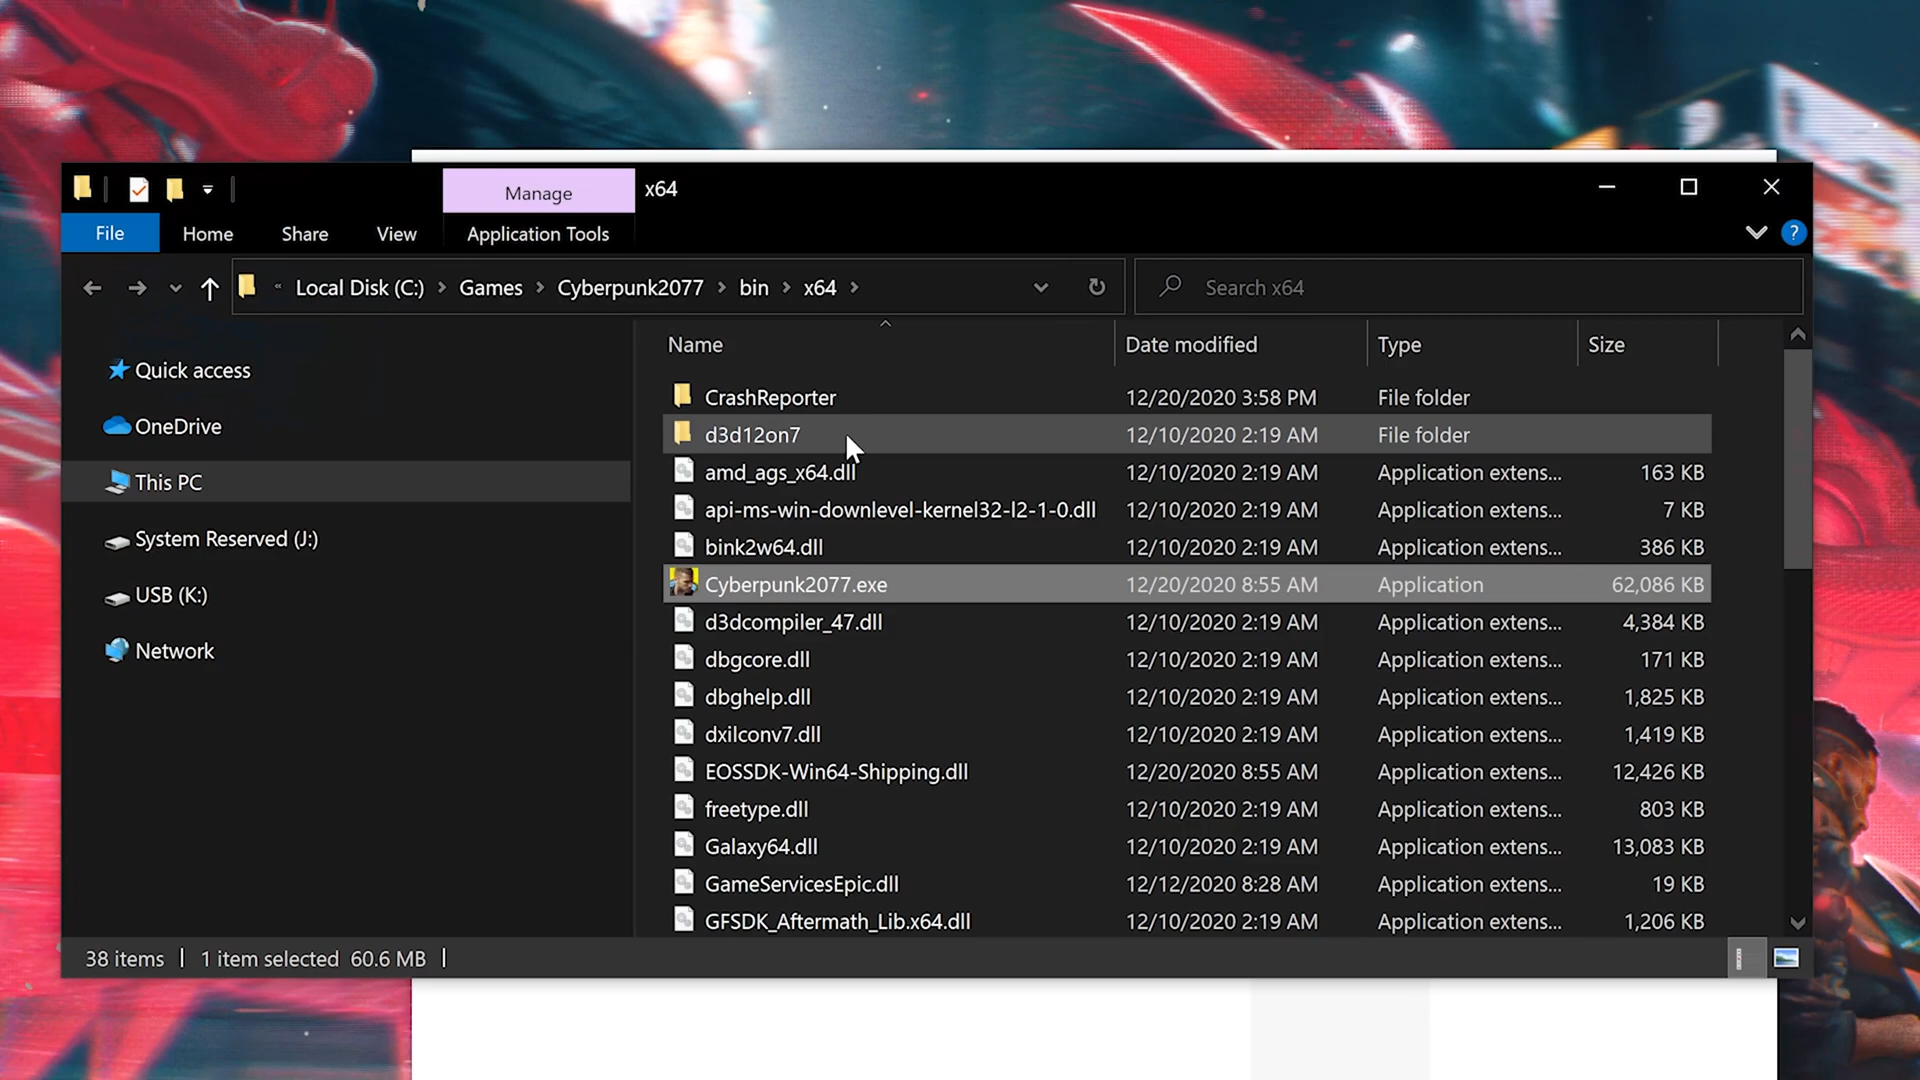 Manage
x64
File
Home
Share
View
Application Tools
?
« Local Disk (C:) > Games > Cyberpunk2077 > bin > x64 >
Search x64
Name Date modified Type Size
Quick access
OneDrive
This PC
System Reserved (J:)
USB (K:)
Network
CrashReporter 12/20/2020 3:58 PM File folder
d3d12on7 12/10/2020 2:19 AM File folder
amd_ags_x64.dll 12/10/2020 2:19 AM Application extens... 163 KB
api-ms-win-downlevel-kernel32-l2-1-0.dll 12/10/2020 2:19 AM Application extens... 7 KB
bink2w64.dll 12/10/2020 2:19 AM Application extens... 386 KB
Cyberpunk2077.exe 12/20/2020 8:55 AM Application 62,086 KB
d3dcompiler_47.dll 12/10/2020 2:19 AM Application extens... 4,384 KB
dbgcore.dll 12/10/2020 2:19 AM Application extens... 171 KB
dbghelp.dll 12/10/2020 2:19 AM Application extens... 1,825 KB
dxilconv7.dll 12/10/2020 2:19 AM Application extens... 1,419 KB
EOSSDK-Win64-Shipping.dll 12/20/2020 8:55 AM Application extens... 12,426 KB
freetype.dll 12/10/2020 2:19 AM Application extens... 803 KB
Galaxy64.dll 12/10/2020 2:19 AM Application extens... 13,083 KB
GameServicesEpic.dll 12/12/2020 8:28 AM Application extens... 19 KB
GFSDK_Aftermath_Lib.x64.dll 12/10/2020 2:19 AM Application extens... 1,206 KB
38 items | 1 item selected 60.6 MB |